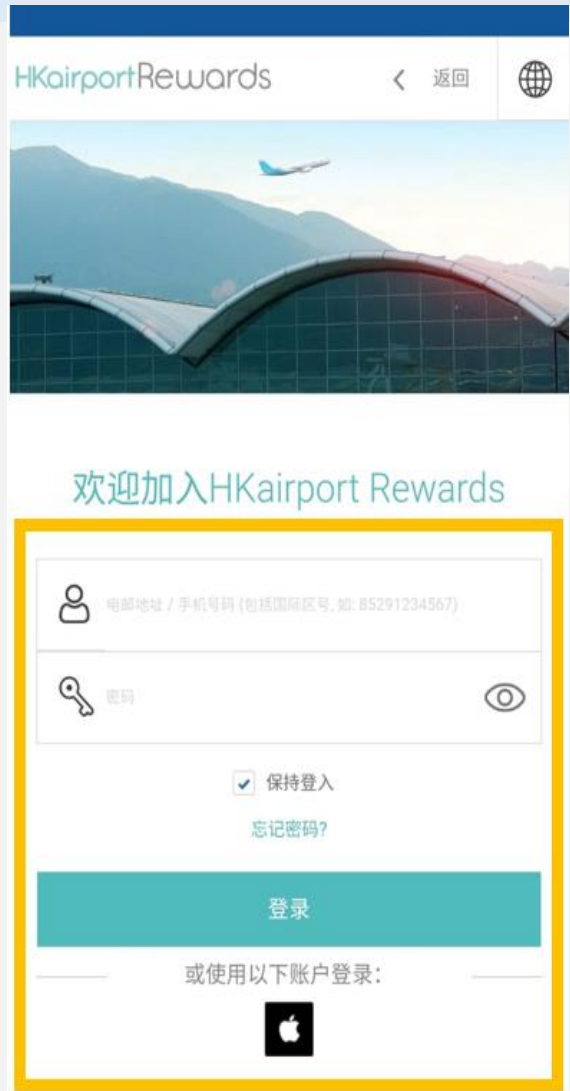 HKairportRewards
返回
欢迎加入HKairport Rewards
电邮地址 / 手机号码 (包括国际区号, 如: 85291234567)
密码
保持登入
忘记密码?
登录
或使用以下账户登录: